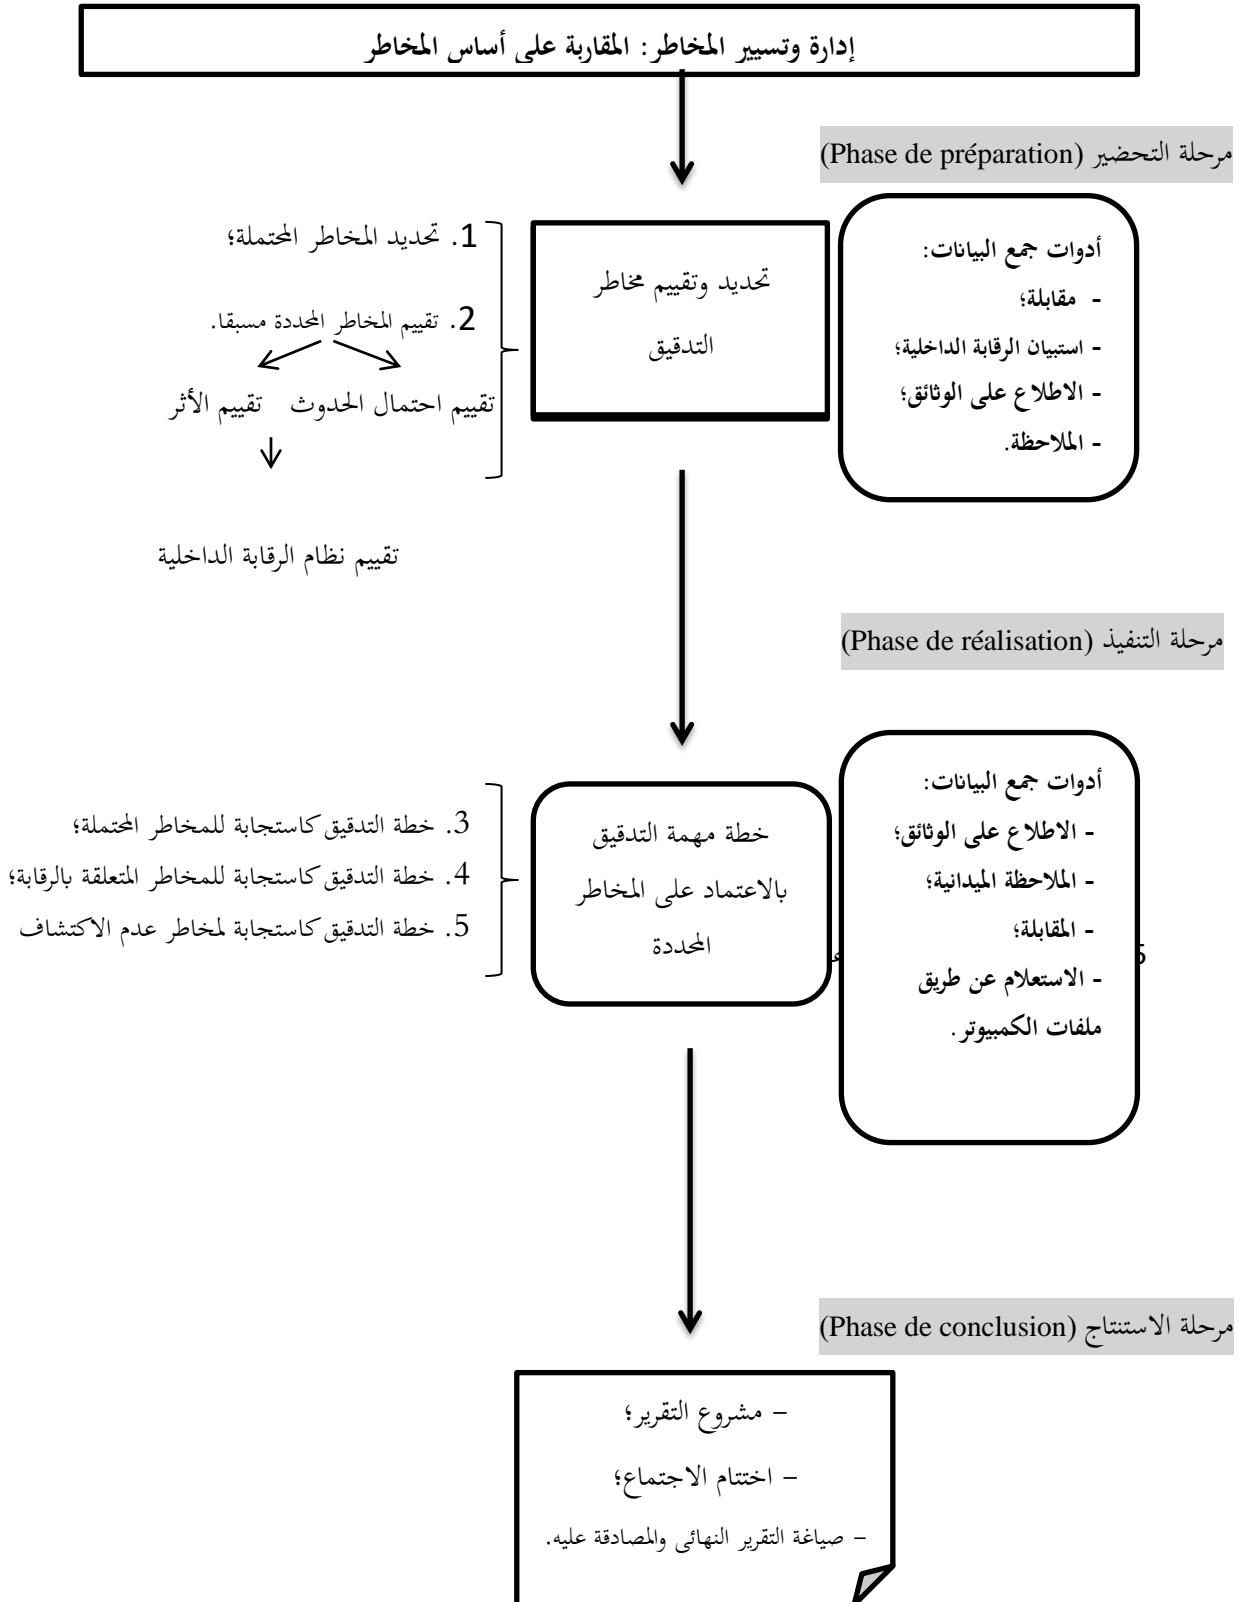 إدارة وتسيير المخاطر: المقاربة على أساس المخاطر
مرحلة التحضير (Phase de préparation)
أدوات جمع البيانات:
- مقابلة؛
- استبيان الرقابة الداخلية؛
- الاطلاع على الوثائق؛
- الملاحظة.
تحديد وتقييم مخاطر
التدقيق
1. تحديد المخاطر المحتملة؛
2. تقييم المخاطر المحددة مسبقا.
تقييم احتمال الحدوث تقييم الأثر
تقييم نظام الرقابة الداخلية
مرحلة التنفيذ (Phase de réalisation)
أدوات جمع البيانات:
- الاطلاع على الوثائق؛
- الملاحظة الميدانية؛
- المقابلة؛
- الاستعلام عن طريق
ملفات الكمبيوتر.
خطة مهمة التدقيق
بالاعتماد على المخاطر
المحددة
3. خطة التدقيق كاستجابة للمخاطر المحتملة؛
4. خطة التدقيق كاستجابة للمخاطر المتعلقة بالرقابة؛
5. خطة التدقيق كاستجابة لمخاطر عدم الاكتشاف
مرحلة الاستنتاج (Phase de conclusion)
– مشروع التقرير؛
– اختتام الاجتماع؛
– صياغة التقرير النهائي والمصادقة عليه.